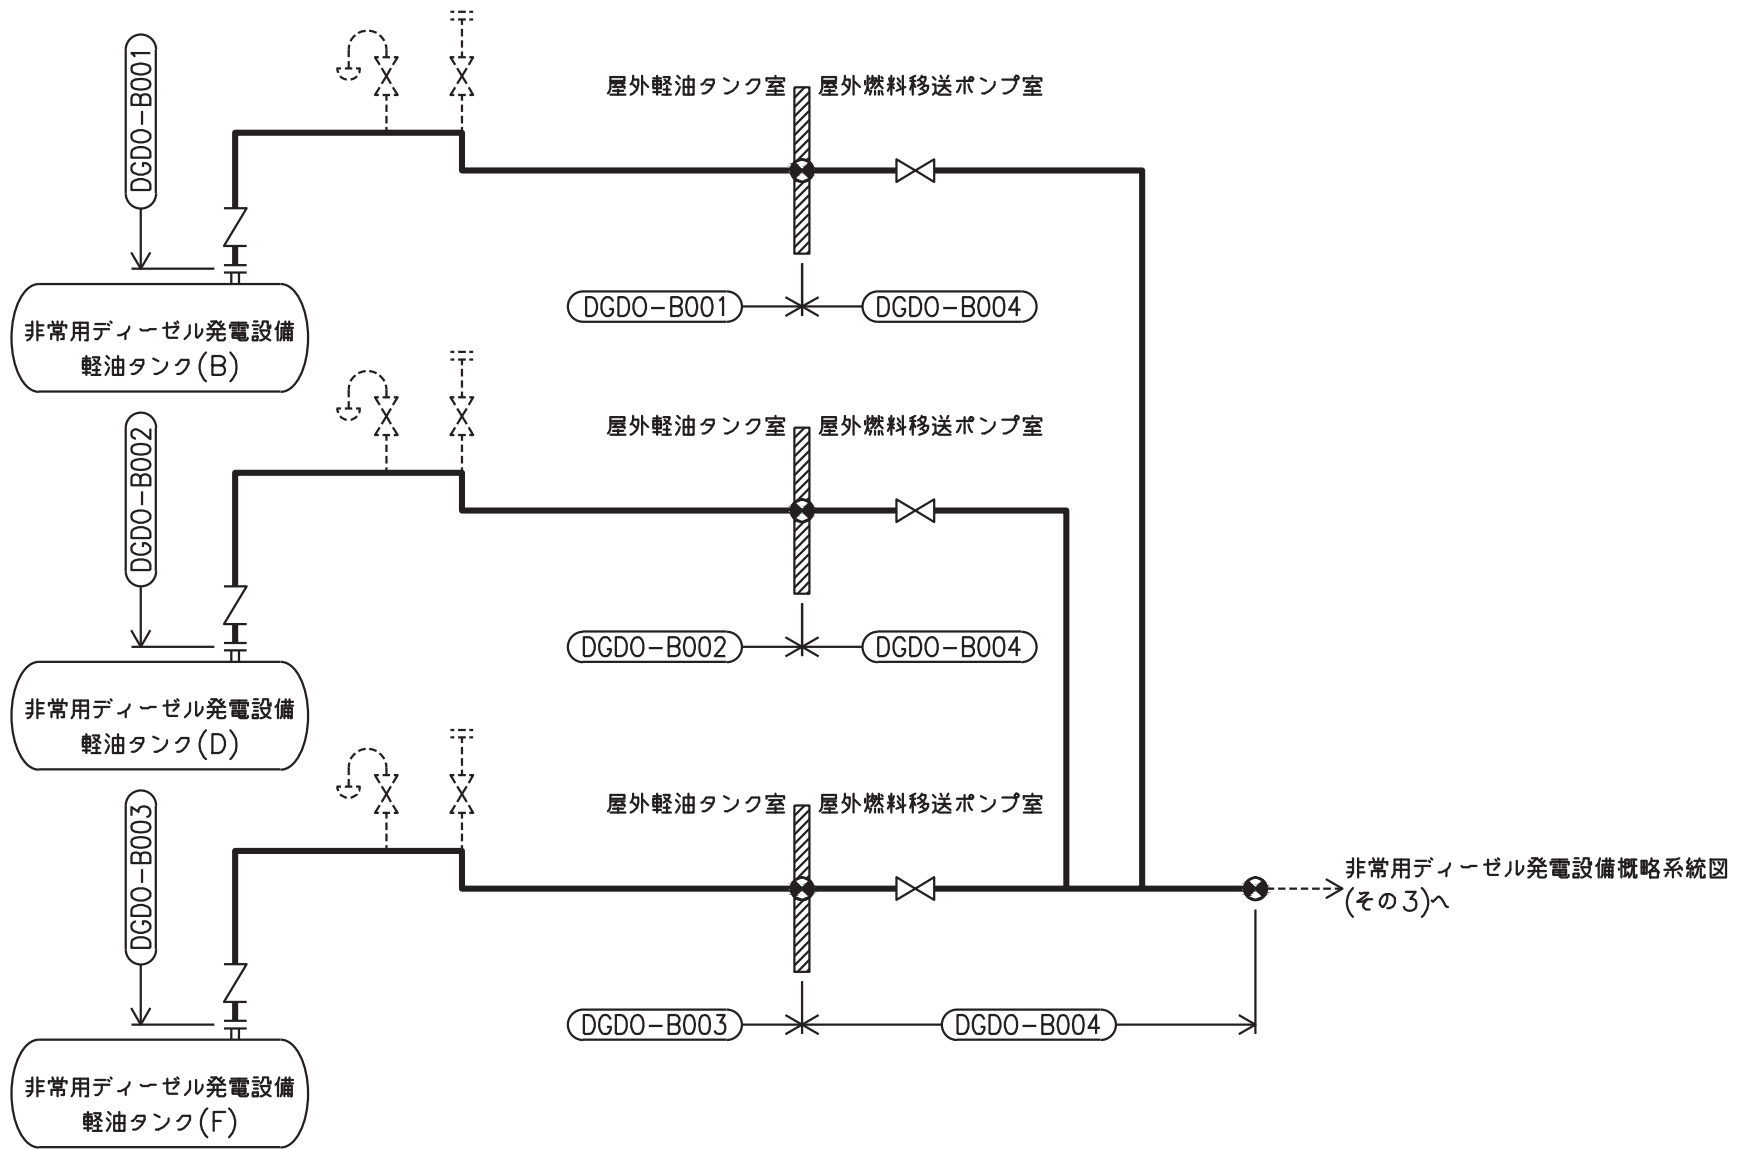 DGDO-B001
屋外軽油タンク室
屋外燃料移送ポンプ室
DGDO-B001
DGDO-B004
非常用ディーゼル発電設備
軽油タンク(B)
DGDO-B002
屋外軽油タンク室
屋外燃料移送ポンプ室
DGDO-B002
DGDO-B004
非常用ディーゼル発電設備
軽油タンク(D)
DGDO-B003
屋外軽油タンク室
屋外燃料移送ポンプ室
非常用ディーゼル発電設備概略系統図
(その3)へ
DGDO-B003
DGDO-B004
非常用ディーゼル発電設備
軽油タンク(F)